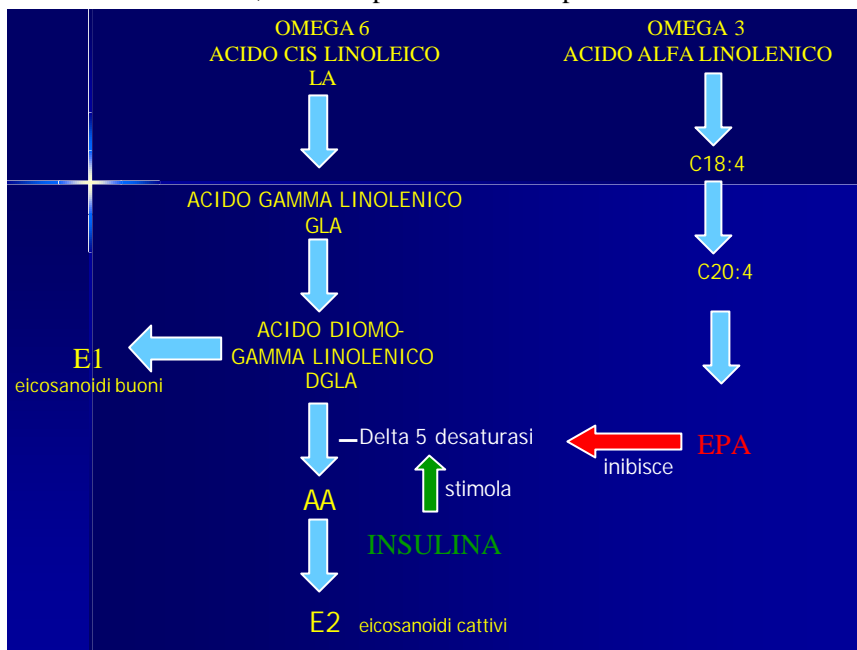 OMEGA 6
ACIDO CIS LINOLEICO
LA
OMEGA 3
ACIDO ALFA LINOLENICO
C18:4
ACIDO GAMMA LINOLENICO
GLA
C20:4
ACIDO DIOMO-
GAMMA LINOLENICO
DGLA
E1
eicosanoidi buoni
Delta 5 desaturasi
EPA
inibisce
stimola
AA
INSULINA
E2 eicosanoidi cattivi